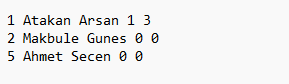 1 Atakan Arsan 1 3
2 Makbule Gunes 0 0
5 Ahmet Secen 0 0